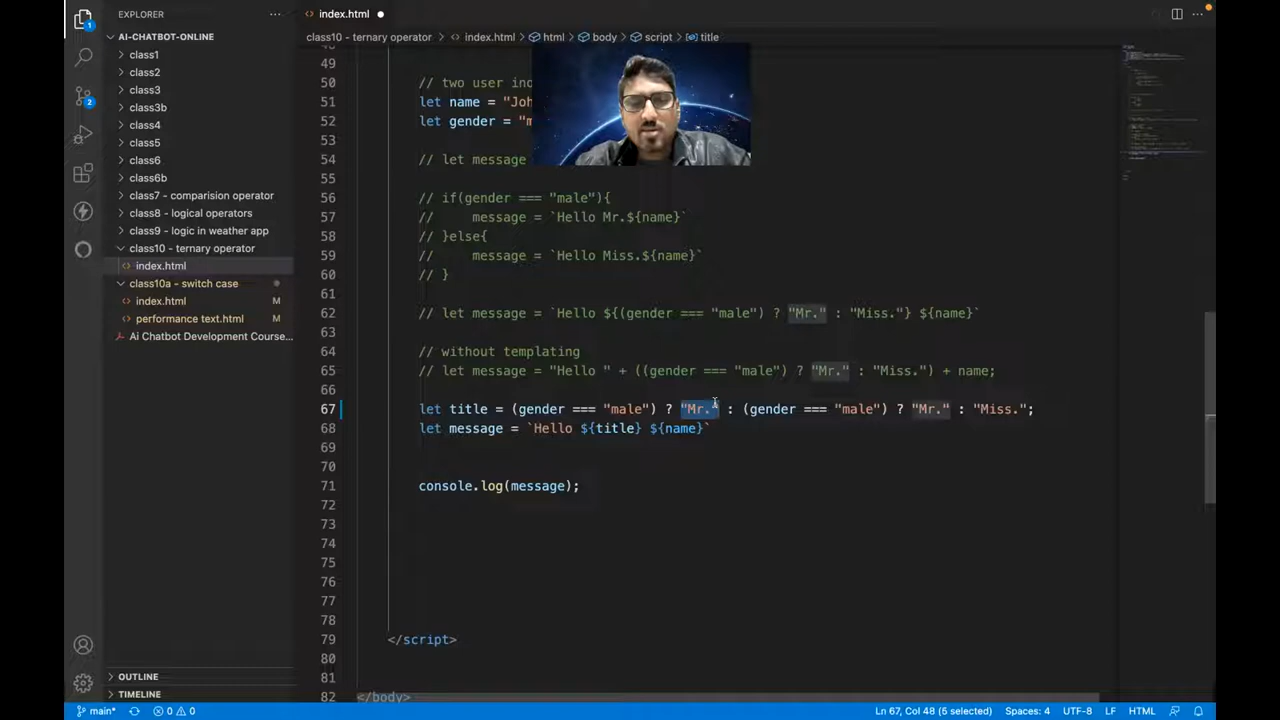 EXPLORER
index.html
AI-CHATBOT-ONLINE
class1
class2
class3
class3b
class4
class5
class6
class6b
class7 - comparision operator
class8 - logical operators
class9 - logic in weather app
class10 - ternary operator
index.html
class10a - switch case
index.html M
performance text.html M
Ai Chatbot Development Course...
OUTLINE
TIMELINE
class10 - ternary operator > index.html > html > body > script > title
49
50 // two user
51 let name = "Joh
52 let gender = "m
53
54 // let message
55
56 // if(gender === "male"){
57 // message = `Hello Mr.${name}`
58 // }else{
59 // message = `Hello Miss.${name}`
60 // }
61
62 // let message = `Hello ${(gender === "male") ? "Mr." : "Miss."} ${name}`
63
64 // without templating
65 // let message = "Hello " + ((gender === "male") ? "Mr." : "Miss.") + name;
66
67 let title = (gender === "male") ? "Mr." : (gender === "male") ? "Mr." : "Miss.";
68 let message = `Hello ${title} ${name}`
69
70
71 console.log(message);
72
73
74
75
76
77
78
79 </script>
80
81
82 </body>
main* 0 0 Ln 67, Col 48 (5 selected) Spaces: 4 UTF-8 LF HTML